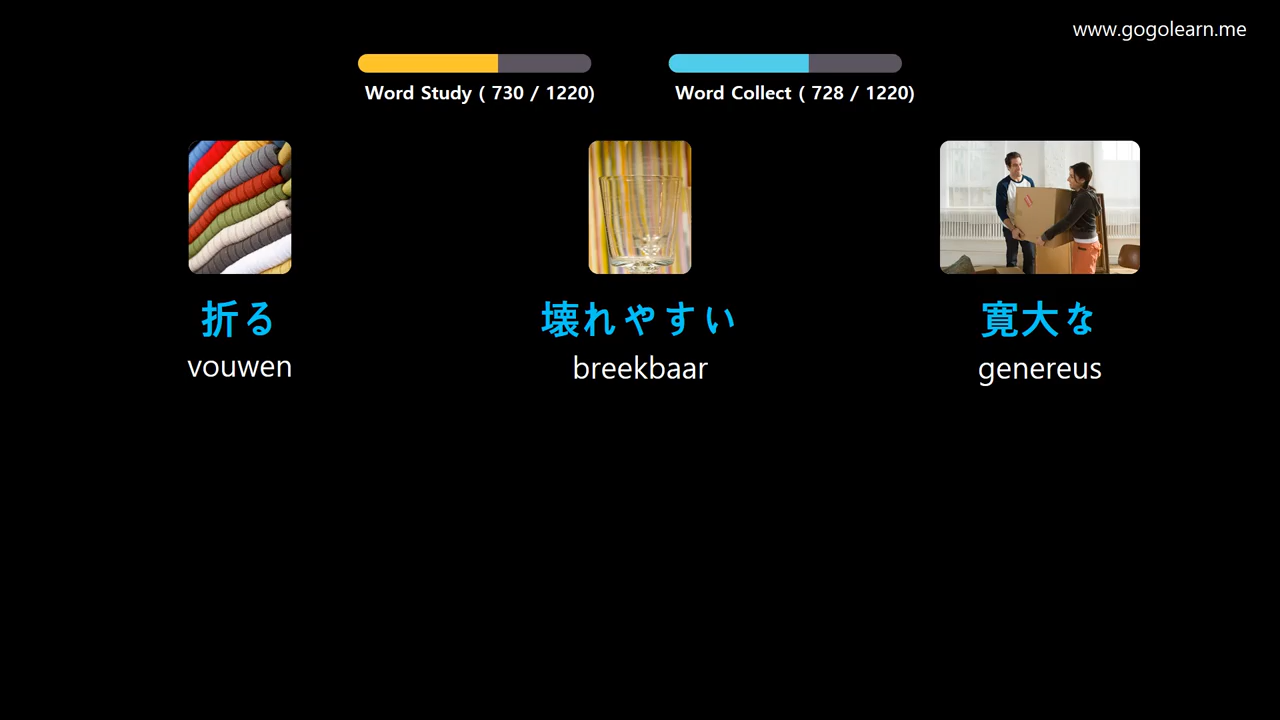 www.gogolearn.me
Word Study ( 730 / 1220)
Word Collect ( 728 / 1220)
折る
vouwen
壊れやすい
breekbaar
寛大な
genereus